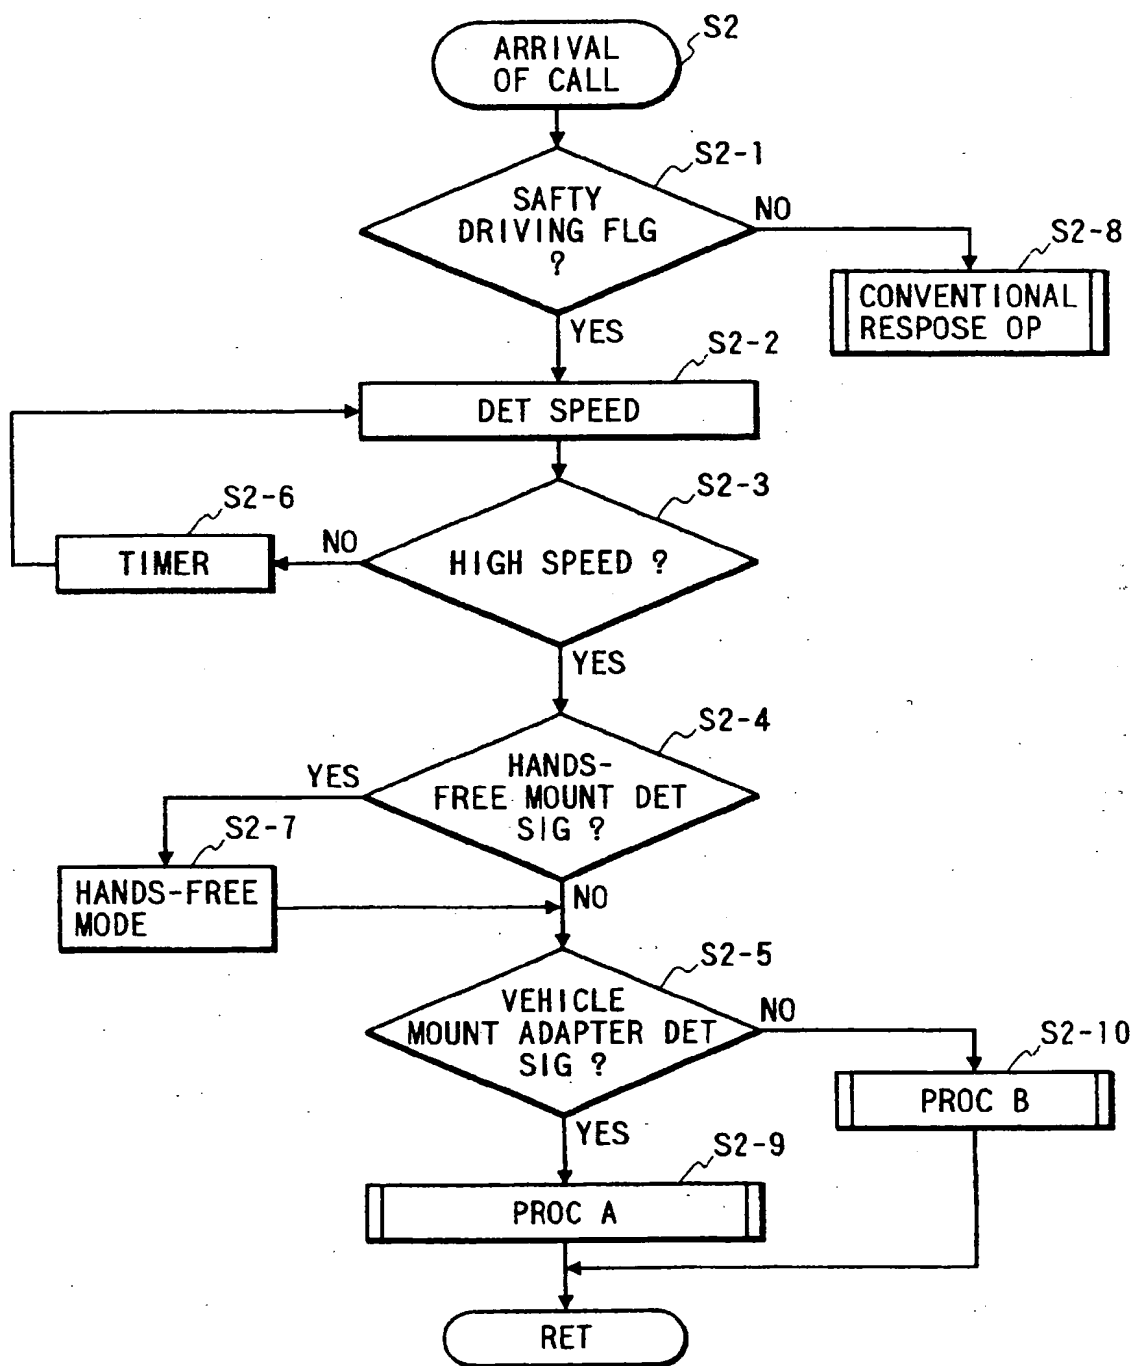 S2
ARRIVAL
OF CALL
S2-1
SAFTY
DRIVING FLG
?
NO
S2-8
CONVENTIONAL
RESPOSE OP
YES
S2-2
DET SPEED
S2-3
HIGH SPEED ?
NO
S2-6
TIMER
YES
S2-4
HANDS-
FREE MOUNT DET
SIG ?
YES
S2-7
HANDS-FREE
MODE
NO
S2-5
VEHICLE
MOUNT ADAPTER DET
SIG ?
NO
S2-10
PROC B
YES
S2-9
PROC A
RET